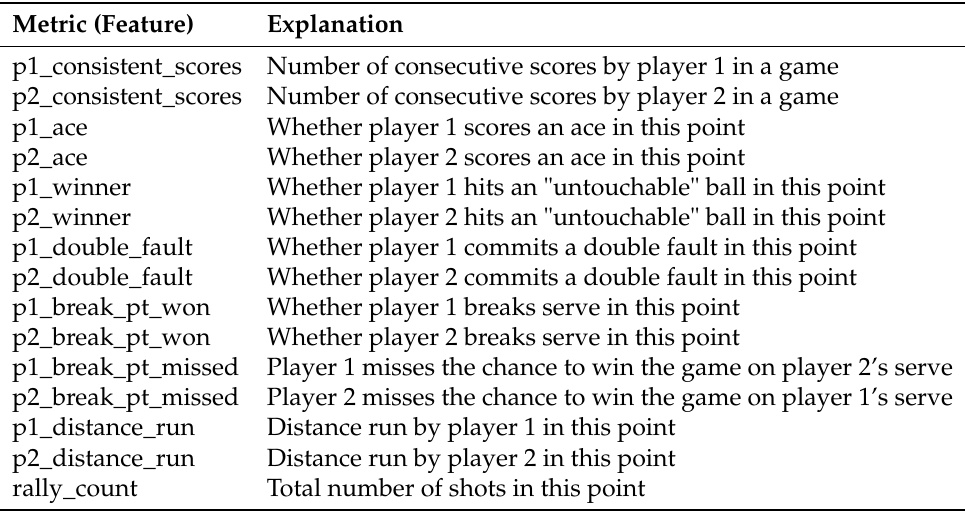 Metric (Feature) Explanation
p1_consistent_scores Number of consecutive scores by player 1 in a game
p2_consistent_scores Number of consecutive scores by player 2 in a game
p1_ace Whether player 1 scores an ace in this point
p2_ace Whether player 2 scores an ace in this point
p1_winner Whether player 1 hits an "untouchable" ball in this point
p2_winner Whether player 2 hits an "untouchable" ball in this point
p1_double_fault Whether player 1 commits a double fault in this point
p2_double_fault Whether player 2 commits a double fault in this point
p1_break_pt_won Whether player 1 breaks serve in this point
p2_break_pt_won Whether player 2 breaks serve in this point
p1_break_pt_missed Player 1 misses the chance to win the game on player 2’s serve
p2_break_pt_missed Player 2 misses the chance to win the game on player 1’s serve
p1_distance_run Distance run by player 1 in this point
p2_distance_run Distance run by player 2 in this point
rally_count Total number of shots in this point